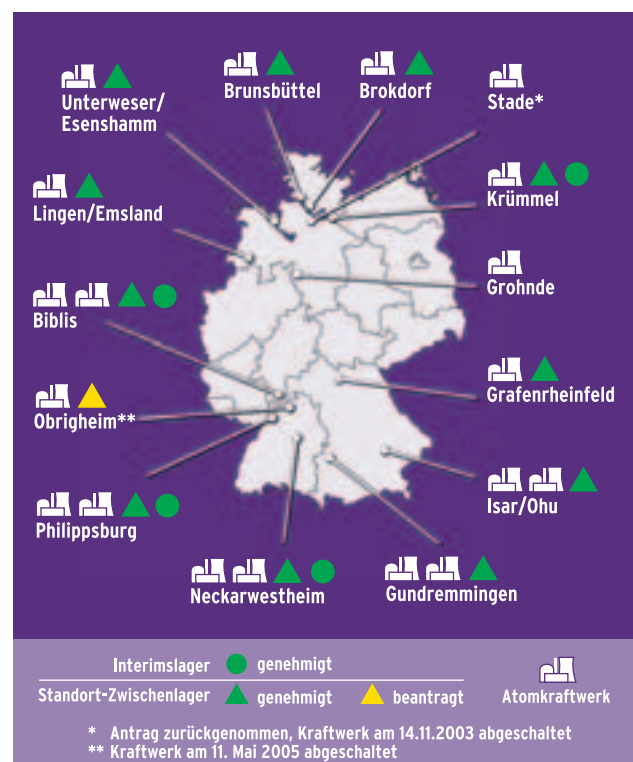 Unterweser/
Esenshamm
Brunsbüttel
Brokdorf
Stade*
Lingen/Emsland
Krümmel
Grohnde
Biblis
Grafenrheinfeld
Obrigheim**
Isar/Ohu
Philippsburg
Neckarwestheim
Gundremmingen
Interimslager genehmigt
Standort-Zwischenlager genehmigt beantragt
Atomkraftwerk
* Antrag zurückgenommen, Kraftwerk am 14.11.2003 abgeschaltet
** Kraftwerk am 11. Mai 2005 abgeschaltet